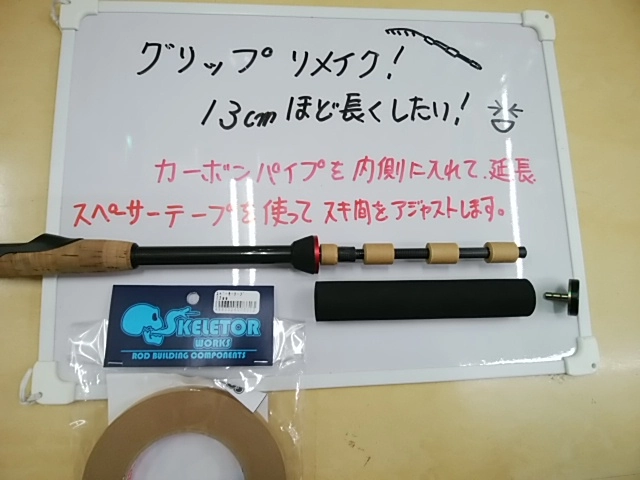 グリップ リメイク!
13cmほど長くしたい!
カーボンパイプを内側に入れて、延長
スペーサーテープを使ってスキ間をアジャストします。
SKELETOR
WORKS
ROD BUILDING COMPONENTS